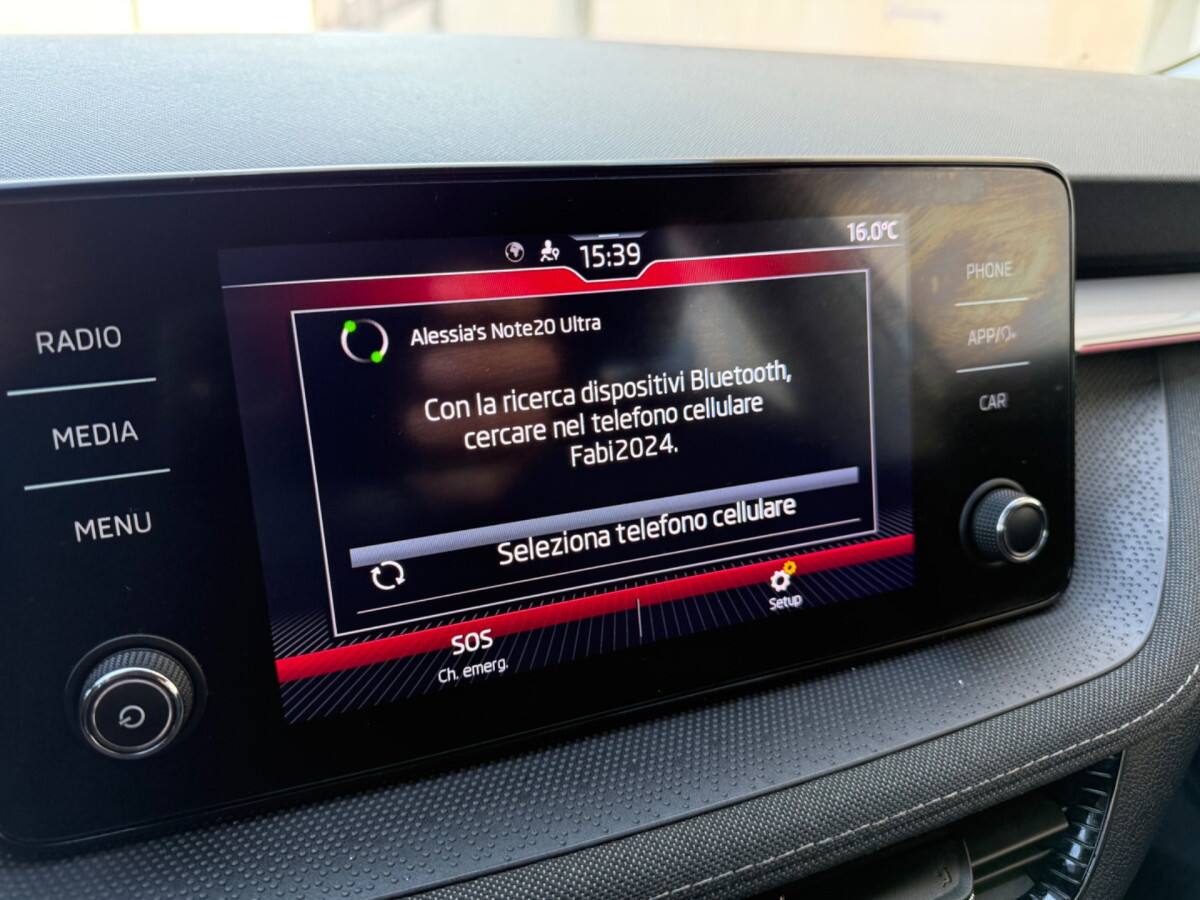 15:39
16.0°C
RADIO
MEDIA
MENU
Alessia's Note20 Ultra
Con la ricerca dispositivi Bluetooth,
cercare nel telefono cellulare
Fabi2024.
Seleziona telefono cellulare
SOS
Ch. emerg.
Setup
PHONE
APP/
CAR